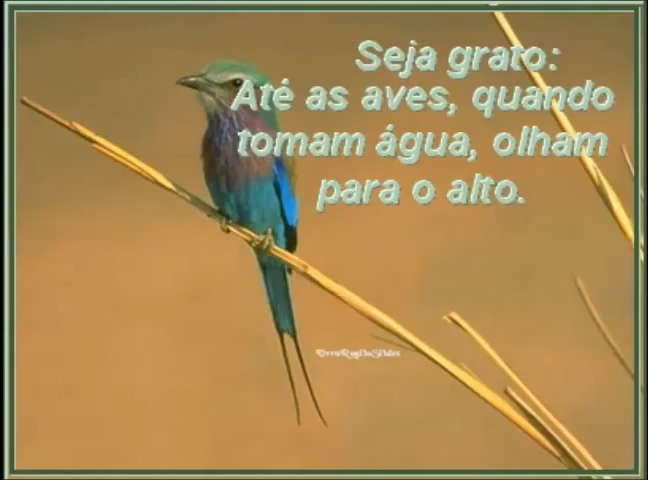 Seja grato:
Até as aves, quando
tomam água, olham
para o alto.